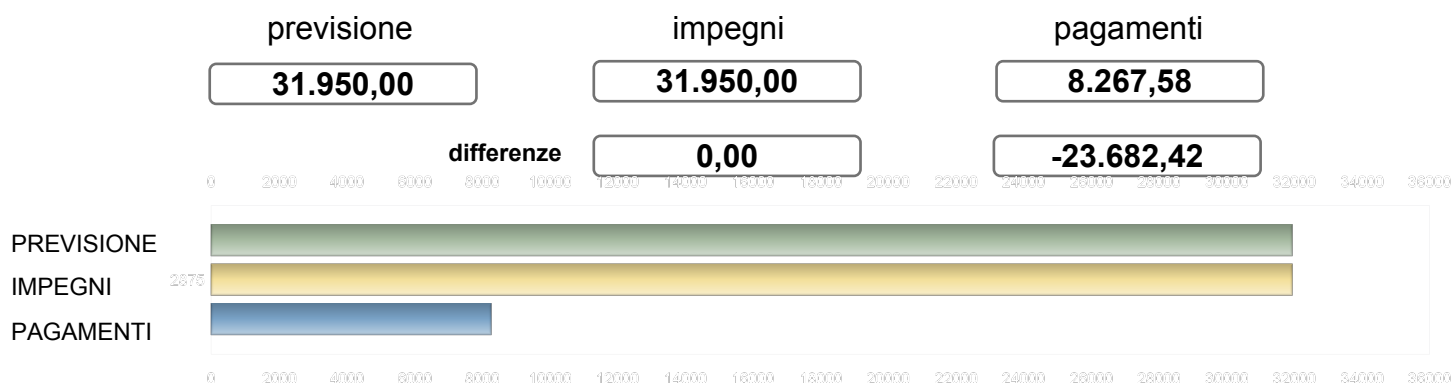 previsione impegni pagamenti
31.950,00 31.950,00 8.267,58
differenze 0,00 -23.682,42
0 2000 4000 6000 8000 10000 12000 14000 16000 18000 20000 22000 24000 26000 28000 30000 32000 34000 36000
PREVISIONE
2875
IMPEGNI
PAGAMENTI
0 2000 4000 6000 8000 10000 12000 14000 16000 18000 20000 22000 24000 26000 28000 30000 32000 34000 36000